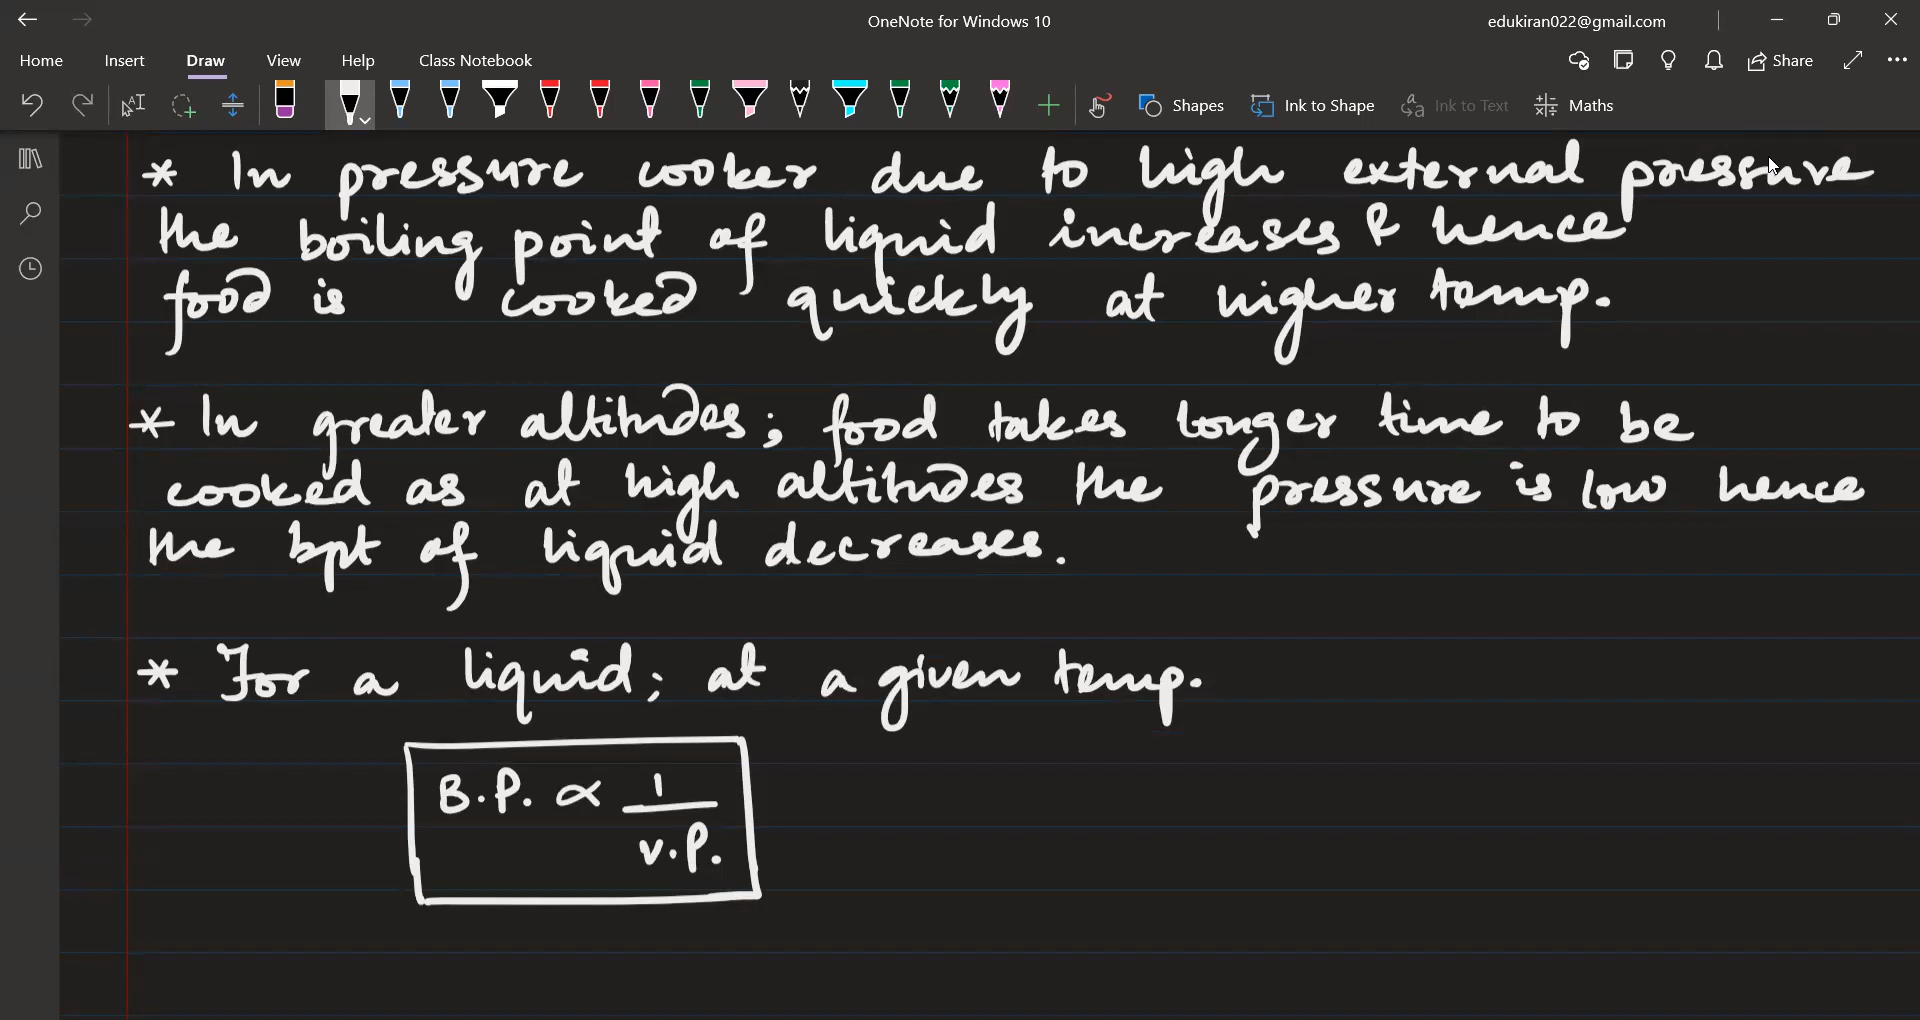 OneNote for Windows 10
edukiran022@gmail.com
Home Insert Draw View Help Class Notebook
Share
Shapes Ink to Shape Ink to Text Maths
* In pressure cooker due to high external pressure
the boiling point of liquid increases & hence
food is cooked quickly at higher temp.
* In greater altitudes; food takes longer time to be
cooked as at high altitudes the pressure is low hence
the bpt of liquid decreases.
* For a liquid; at a given temp.
B.P. ∝ 1
V.P.